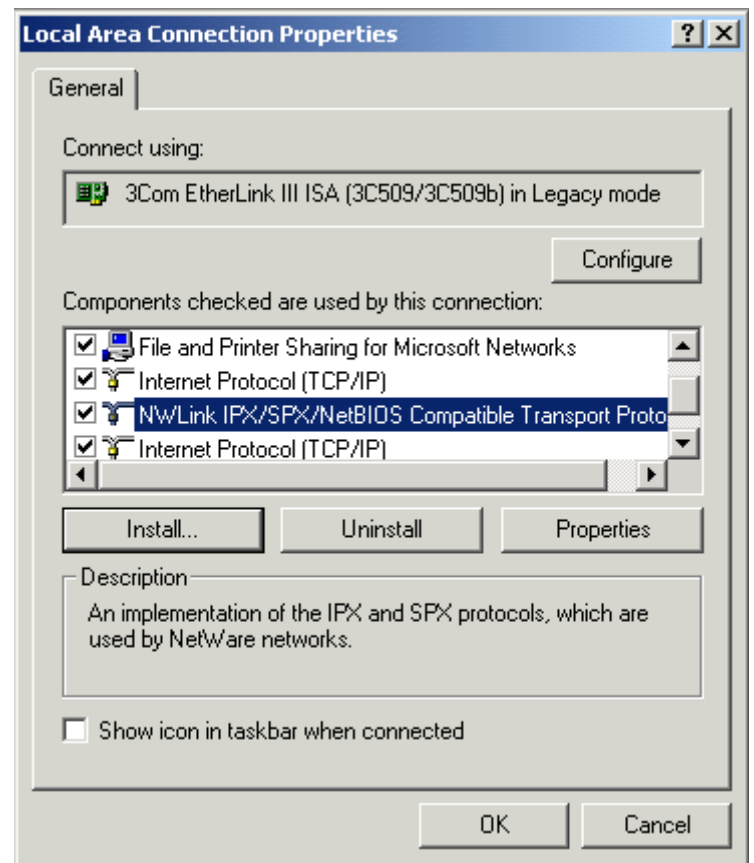 Local Area Connection Properties
General
Connect using:
3Com EtherLink III ISA (3C509/3C509b) in Legacy mode
Configure
Components checked are used by this connection:
File and Printer Sharing for Microsoft Networks
Internet Protocol (TCP/IP)
NWLink IPX/SPX/NetBIOS Compatible Transport Proto
Internet Protocol (TCP/IP)
Install... Uninstall Properties
Description
An implementation of the IPX and SPX protocols, which are
used by NetWare networks.
Show icon in taskbar when connected
OK Cancel